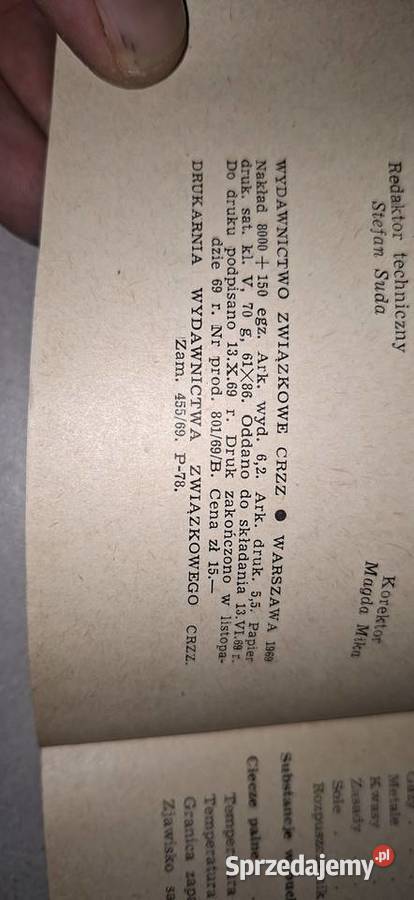 Redaktor techniczny
Stefan Suda
Korektor
Magda Mika
WYDAWNICTWO ZWIĄZKOWE CRZZ ● WARSZAWA 1969
Nakład 8000 + 150 egz. Ark. wyd. 6,2. Ark. druk. 5,5. Papier
druk. sat. kl. V, 70 g, 61×86. Oddano do składania 13.VI.69 r.
Do druku podpisano 13.X.69 r. Druk zakończono w listopa-
dzie 69 r. Nr prod. 801/69/B. Cena zł 15.—
DRUKARNIA WYDAWNICTWA ZWIĄZKOWEGO CRZZ.
Zam. 455/69. P-78.
Metale
Kwasy
Zasady
Sole
Substancje
Ciecze palne
Temperatura
Temperatura
Granica
Zjawisko
Sprzedajemy.pl